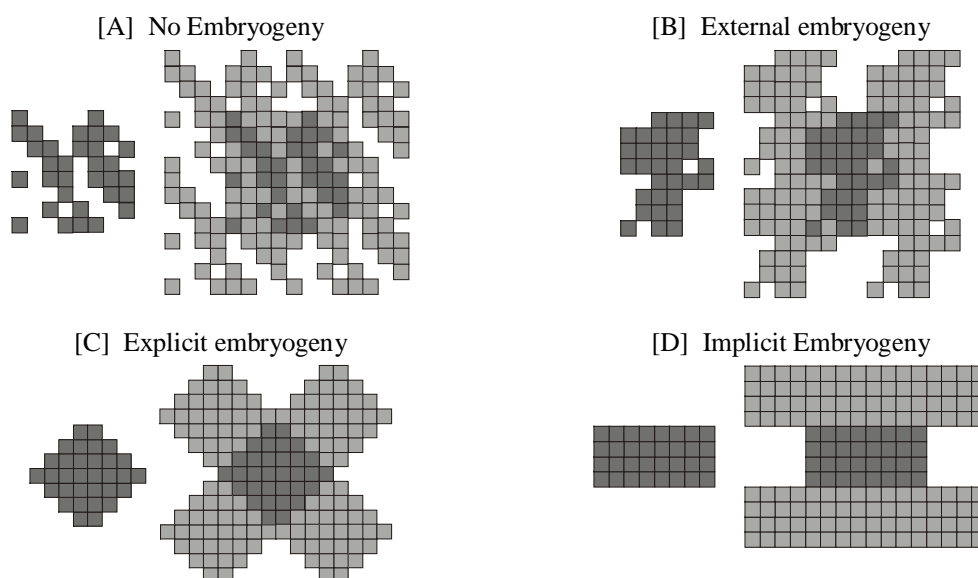 [A] No Embryogeny
[B] External embryogeny
[C] Explicit embryogeny
[D] Implicit Embryogeny